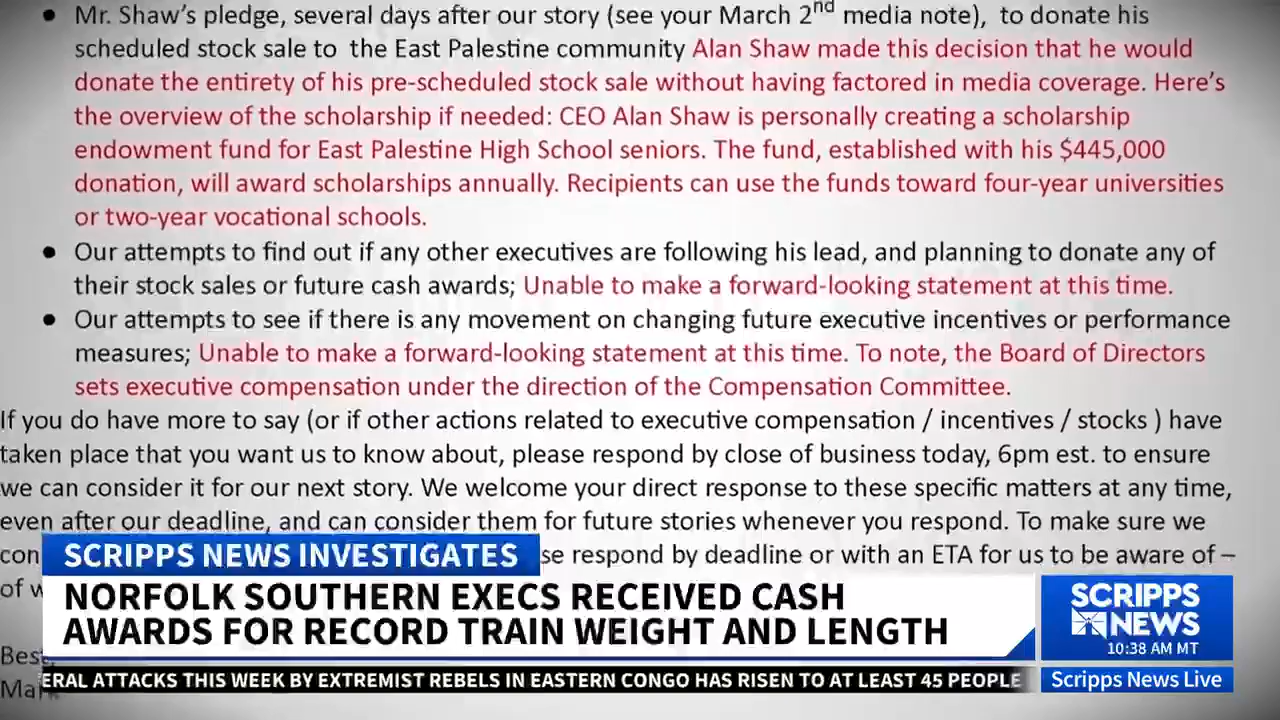 • Mr. Shaw's pledge, several days after our story (see your March 2nd media note), to donate his
scheduled stock sale to the East Palestine community Alan Shaw made this decision that he would
donate the entirety of his pre-scheduled stock sale without having factored in media coverage. Here's
the overview of the scholarship if needed: CEO Alan Shaw is personally creating a scholarship
endowment fund for East Palestine High School seniors. The fund, established with his $445,000
donation, will award scholarships annually. Recipients can use the funds toward four-year universities
or two-year vocational schools.
• Our attempts to find out if any other executives are following his lead, and planning to donate any of
their stock sales or future cash awards; Unable to make a forward-looking statement at this time.
• Our attempts to see if there is any movement on changing future executive incentives or performance
measures; Unable to make a forward-looking statement at this time. To note, the Board of Directors
sets executive compensation under the direction of the Compensation Committee.
If you do have more to say (or if other actions related to executive compensation / incentives / stocks ) have
taken place that you want us to know about, please respond by close of business today, 6pm est. to ensure
we can consider it for our next story. We welcome your direct response to these specific matters at any time,
even after our deadline, and can consider them for future stories whenever you respond. To make sure we
con se respond by deadline or with an ETA for us to be aware of –
of w
Best,
SCRIPPS NEWS INVESTIGATES
NORFOLK SOUTHERN EXECS RECEIVED CASH
AWARDS FOR RECORD TRAIN WEIGHT AND LENGTH
SCRIPPS
NEWS
10:38 AM MT
ERAL ATTACKS THIS WEEK BY EXTREMIST REBELS IN EASTERN CONGO HAS RISEN TO AT LEAST 45 PEOPLE
Scripps News Live